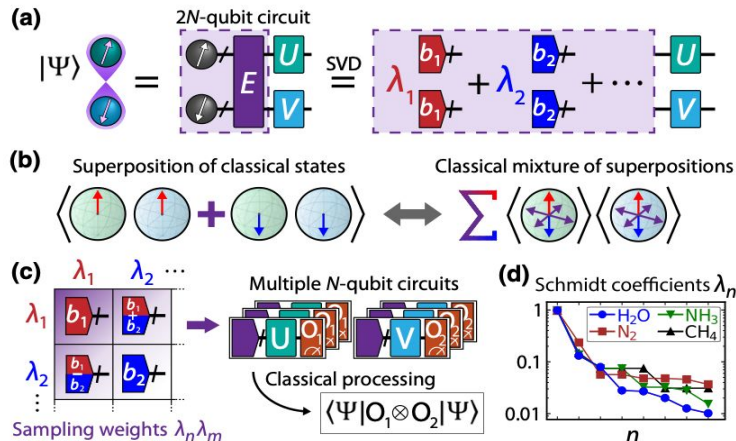 (a)
2N-qubit circuit
|Ψ⟩ = E U V SVD = λ₁ b₁ b₁ + λ₂ b₂ b₂ + ⋯ U V
(b)
Superposition of classical states
Classical mixture of superpositions
⟨ + ⟩ ∑ ⟨ ⟩ ⟨ ⟩
(c)
λ₁ λ₂ ⋯
λ₁ b₁ b₁ + b₂
λ₂ b₁ − b₂ b₂
⋮
Sampling weights λₙλₘ
Multiple N-qubit circuits
U O₁ V O₂
Classical processing
⟨Ψ|O₁⊗O₂|Ψ⟩
(d)
Schmidt coefficients λₙ
1
0.1
0.01
H₂O NH₃
N₂ CH₄
n